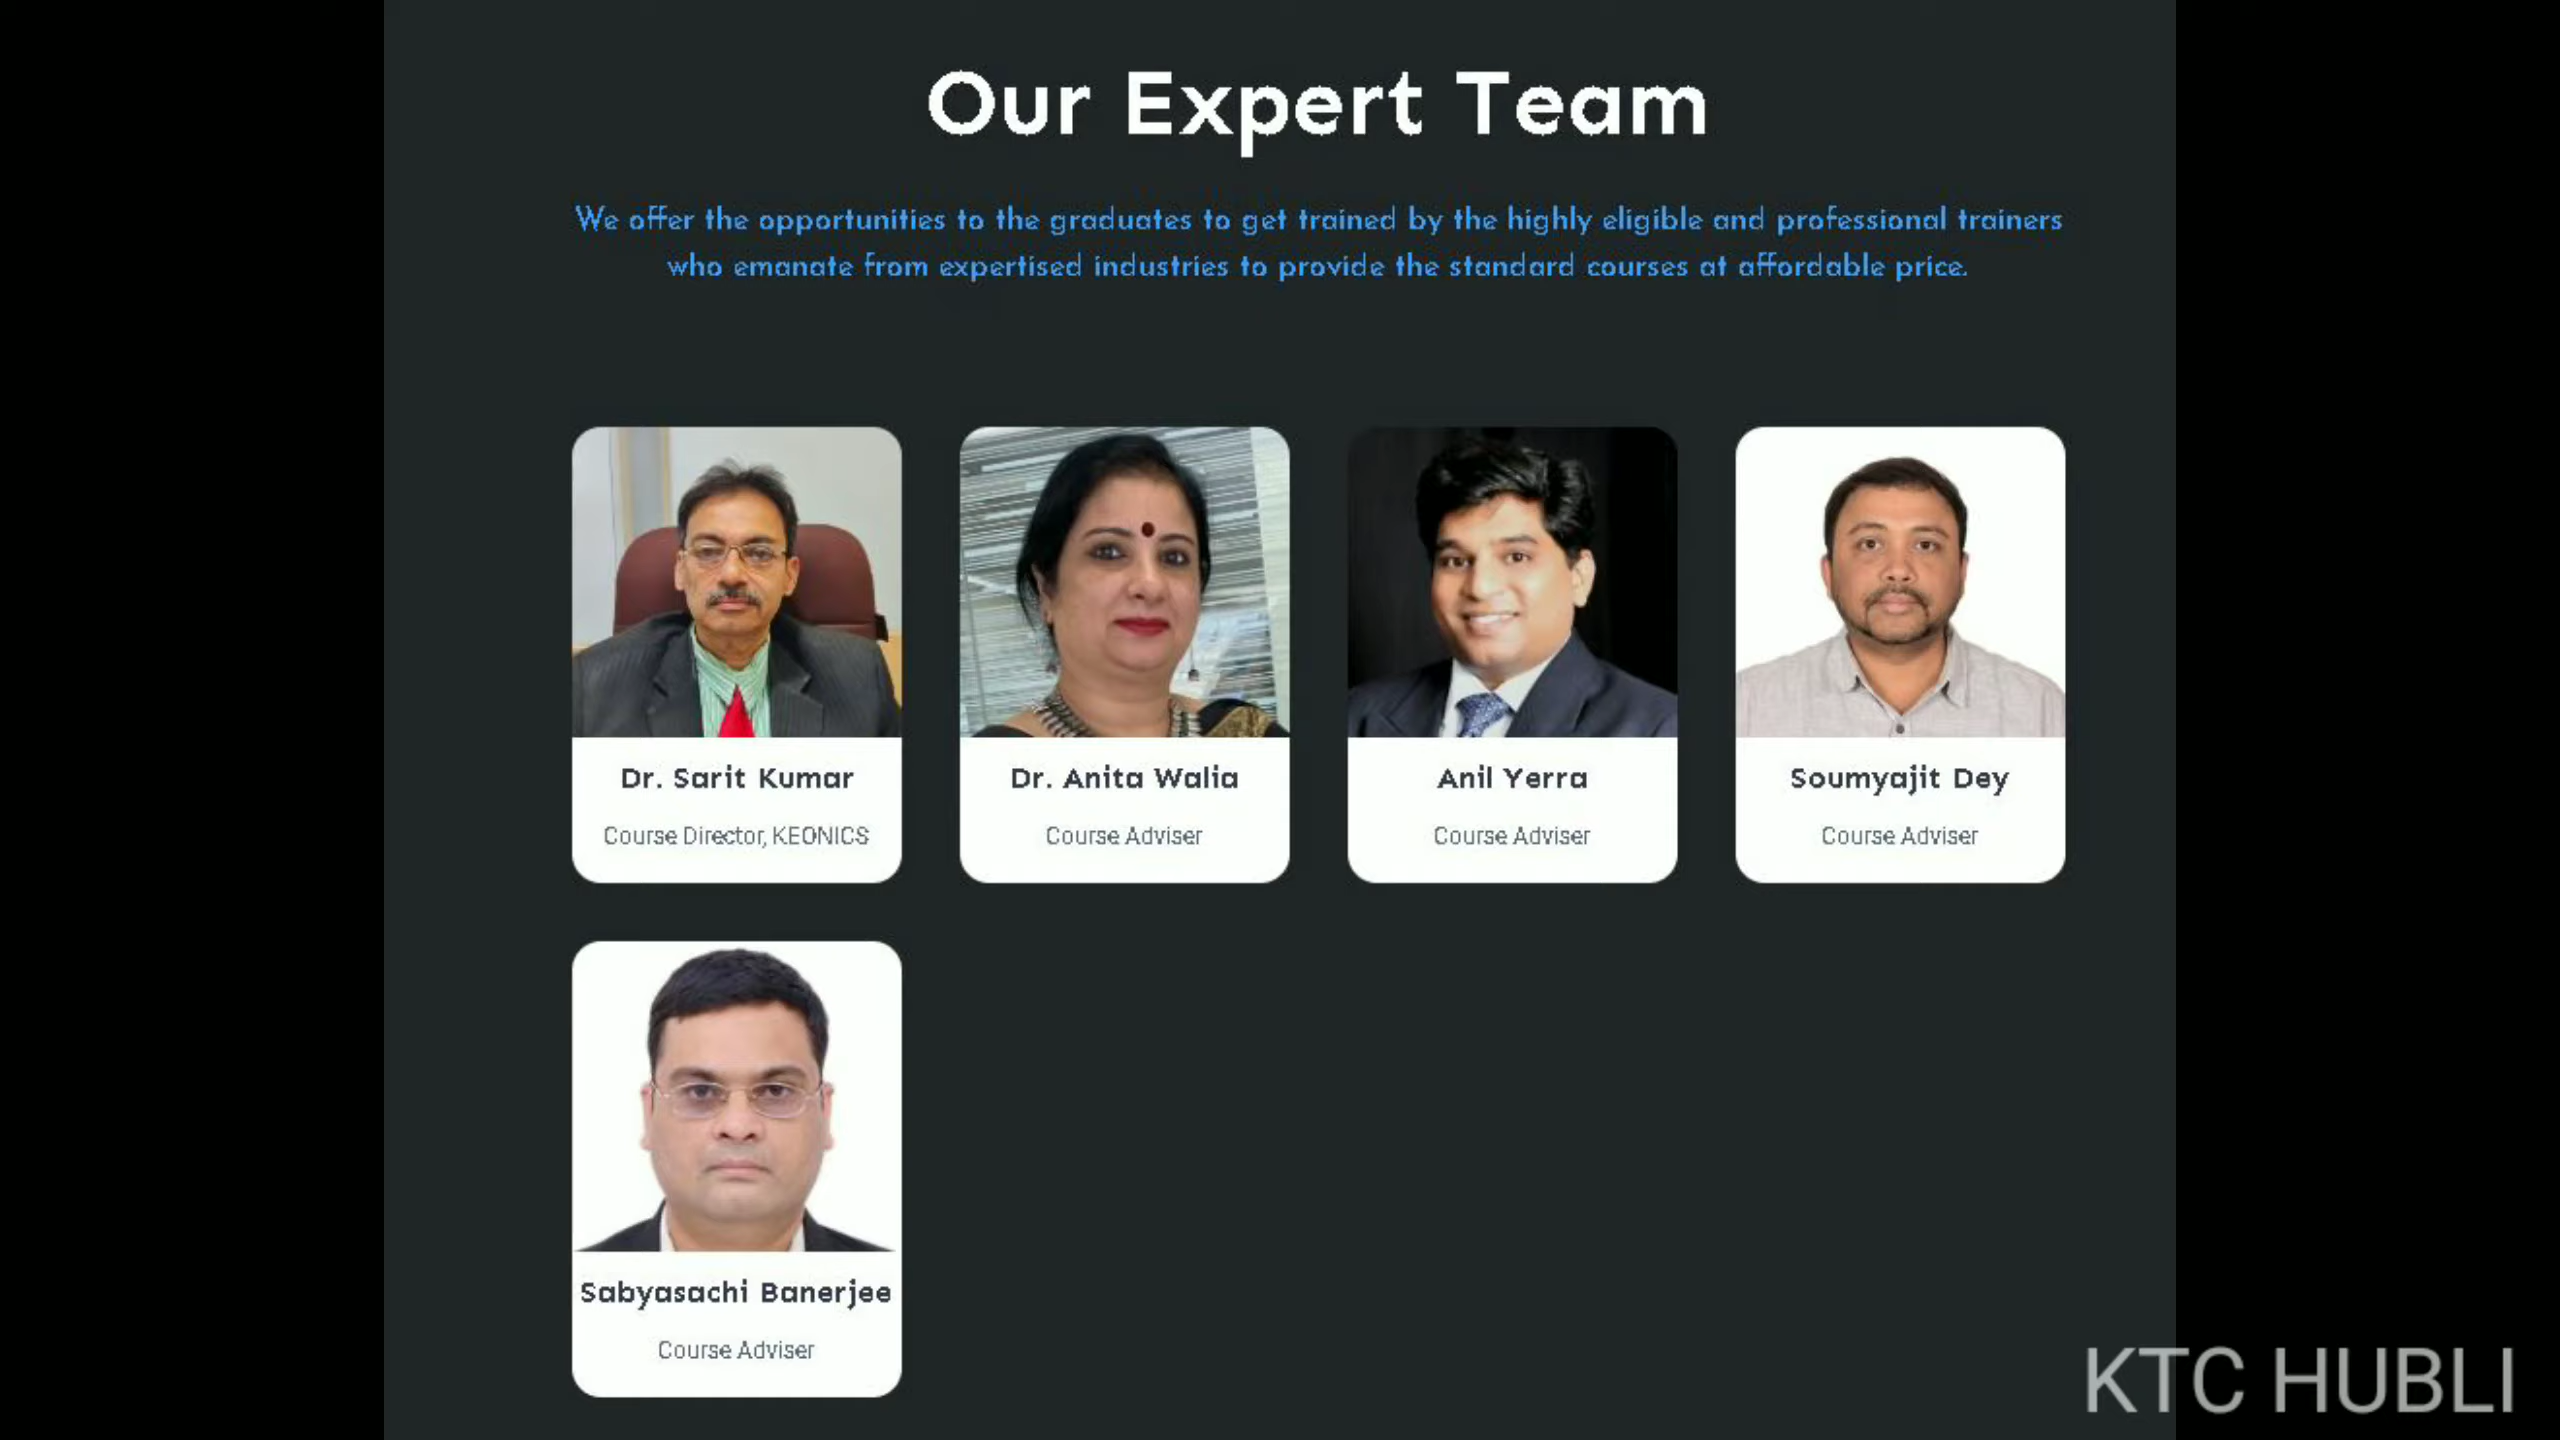 Our Expert Team
We offer the opportunities to the graduates to get trained by the highly eligible and professional trainers
who emanate from expertised industries to provide the standard courses at affordable price.
Dr. Sarit Kumar
Course Director, KEONICS
Dr. Anita Walia
Course Adviser
Anil Yerra
Course Adviser
Soumyajit Dey
Course Adviser
Sabyasachi Banerjee
Course Adviser
KTC HUBLI